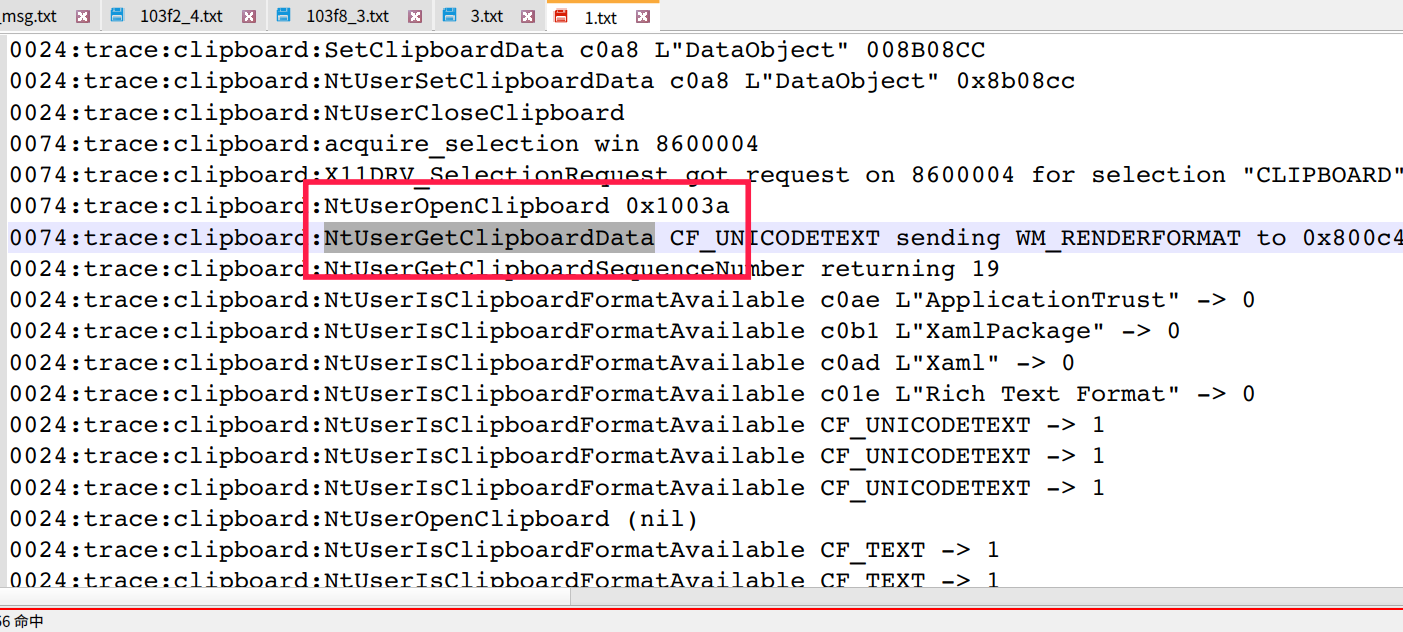 _msg.txt 103f2_4.txt 103f8_3.txt 3.txt 1.txt
0024:trace:clipboard:SetClipboardData c0a8 L"DataObject" 008B08CC
0024:trace:clipboard:NtUserSetClipboardData c0a8 L"DataObject" 0x8b08cc
0024:trace:clipboard:NtUserCloseClipboard
0074:trace:clipboard:acquire_selection win 8600004
0074:trace:clipboard:X11DRV_SelectionRequest got request on 8600004 for selection "CLIPBOARD"
0074:trace:clipboard:NtUserOpenClipboard 0x1003a
0074:trace:clipboard:NtUserGetClipboardData CF_UNICODETEXT sending WM_RENDERFORMAT to 0x800c4
0024:trace:clipboard:NtUserGetClipboardSequenceNumber returning 19
0024:trace:clipboard:NtUserIsClipboardFormatAvailable c0ae L"ApplicationTrust" -> 0
0024:trace:clipboard:NtUserIsClipboardFormatAvailable c0b1 L"XamlPackage" -> 0
0024:trace:clipboard:NtUserIsClipboardFormatAvailable c0ad L"Xaml" -> 0
0024:trace:clipboard:NtUserIsClipboardFormatAvailable c01e L"Rich Text Format" -> 0
0024:trace:clipboard:NtUserIsClipboardFormatAvailable CF_UNICODETEXT -> 1
0024:trace:clipboard:NtUserIsClipboardFormatAvailable CF_UNICODETEXT -> 1
0024:trace:clipboard:NtUserIsClipboardFormatAvailable CF_UNICODETEXT -> 1
0024:trace:clipboard:NtUserOpenClipboard (nil)
0024:trace:clipboard:NtUserIsClipboardFormatAvailable CF_TEXT -> 1
0024:trace:clipboard:NtUserIsClipboardFormatAvailable CF_TEXT -> 1
6 命中